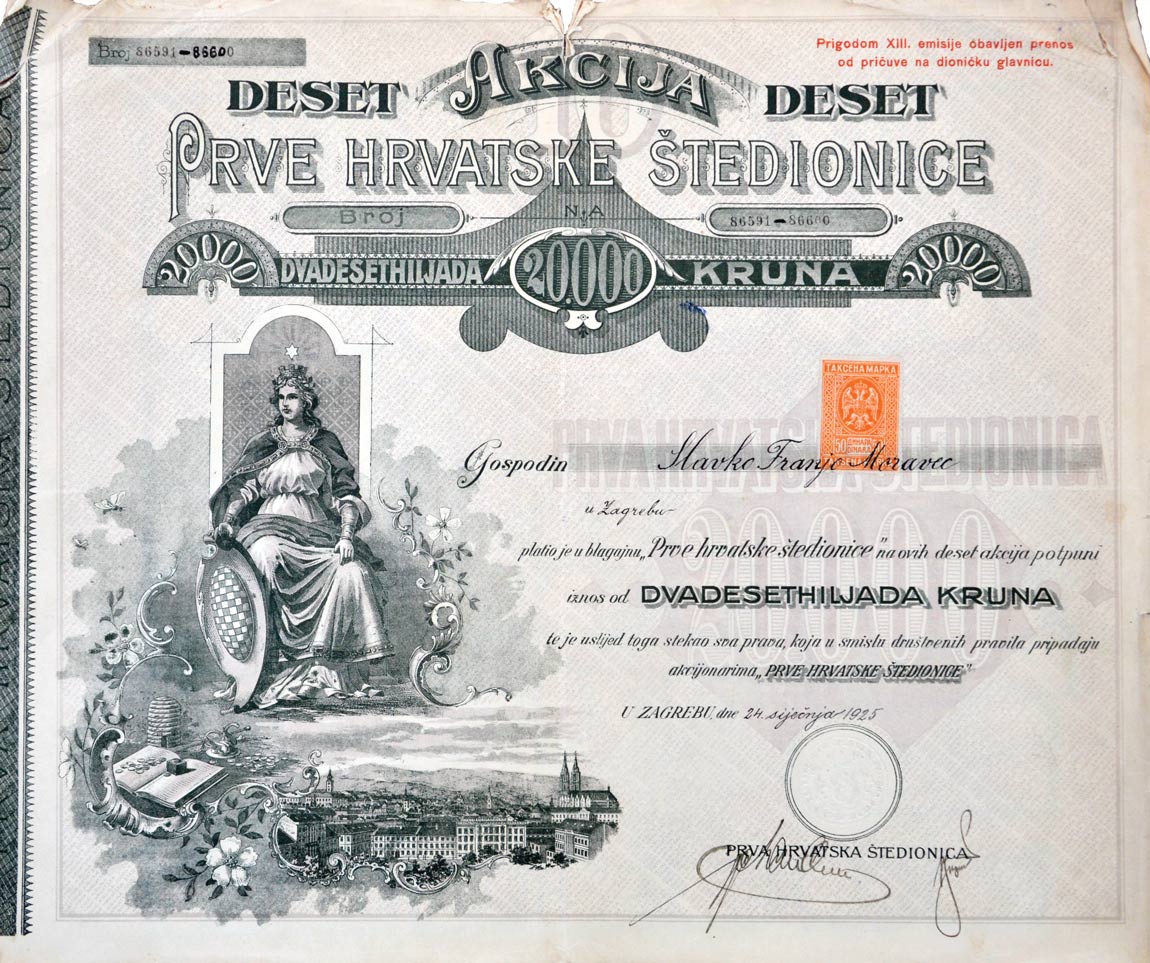 Broj 86591-86600
Prigodom XIII. emisije obavljen prenos
od pričuve na dioničku glavnicu.
DESET AKCIJA DESET
PRVE HRVATSKE ŠTEDIONICE
Broj NA 86591-86600
20000 DVADESETHILJADA 20.000 KRUNA 20000
ТАКСЕНА МАРКА
50
PRVA HRVATSKA ŠTEDIONICA
Gospodin Slavko Franjo Moravec
u Zagrebu
20000
platio je u blagajnu „Prve hrvatske štedionice" na ovih deset akcija potpuni
iznos od DVADESETHILJADA KRUNA
te je uslijed toga stekao sva prava, koja u smislu društvenih pravila pripadaju
akcijonarima „PRVE HRVATSKE ŠTEDIONICE"
U ZAGREBU, dne 24. siječnja 1925
PRVA HRVATSKA ŠTEDIONICA